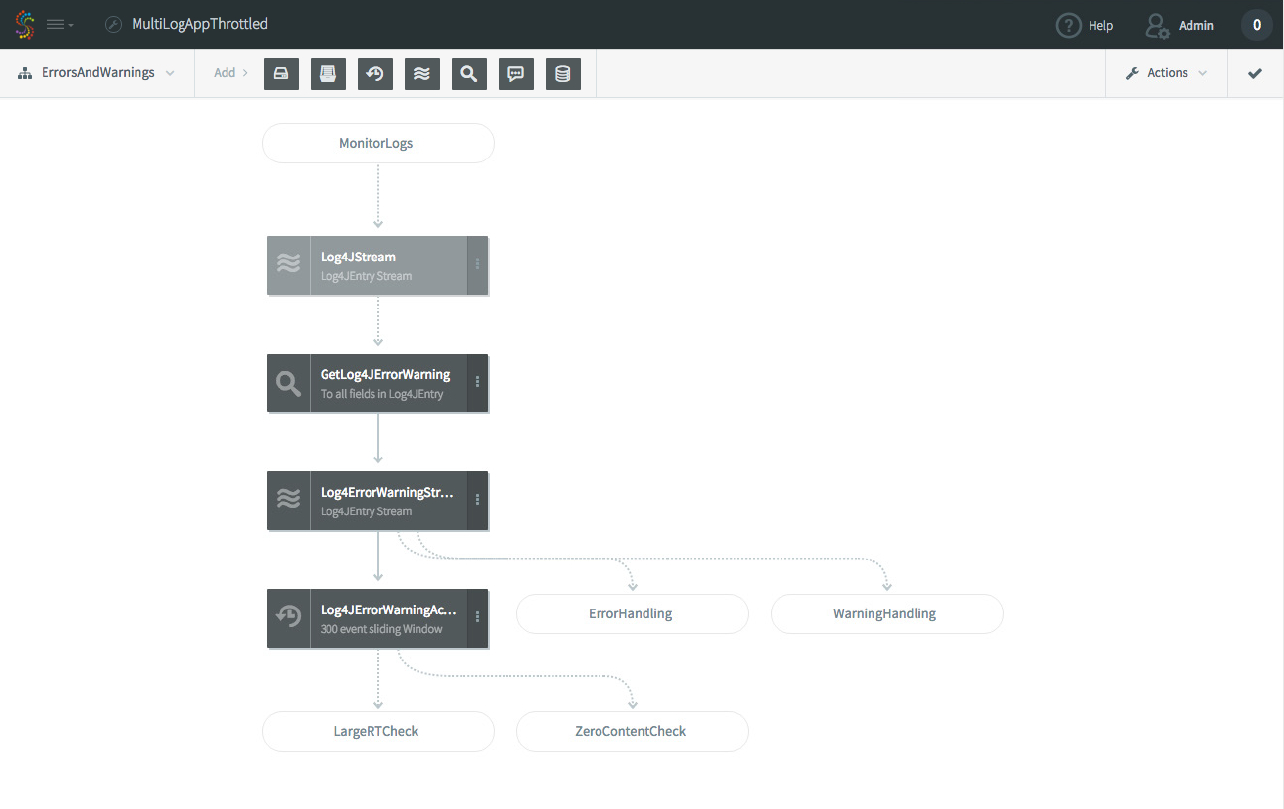 MultiLogAppThrottled
Help
Admin
0
ErrorsAndWarnings
Add
Actions
MonitorLogs
Log4JStream
Log4JEntry Stream
GetLog4JErrorWarning
To all fields in Log4JEntry
Log4ErrorWarningStr...
Log4JEntry Stream
Log4JErrorWarningAc...
300 event sliding Window
ErrorHandling
WarningHandling
LargeRTCheck
ZeroContentCheck